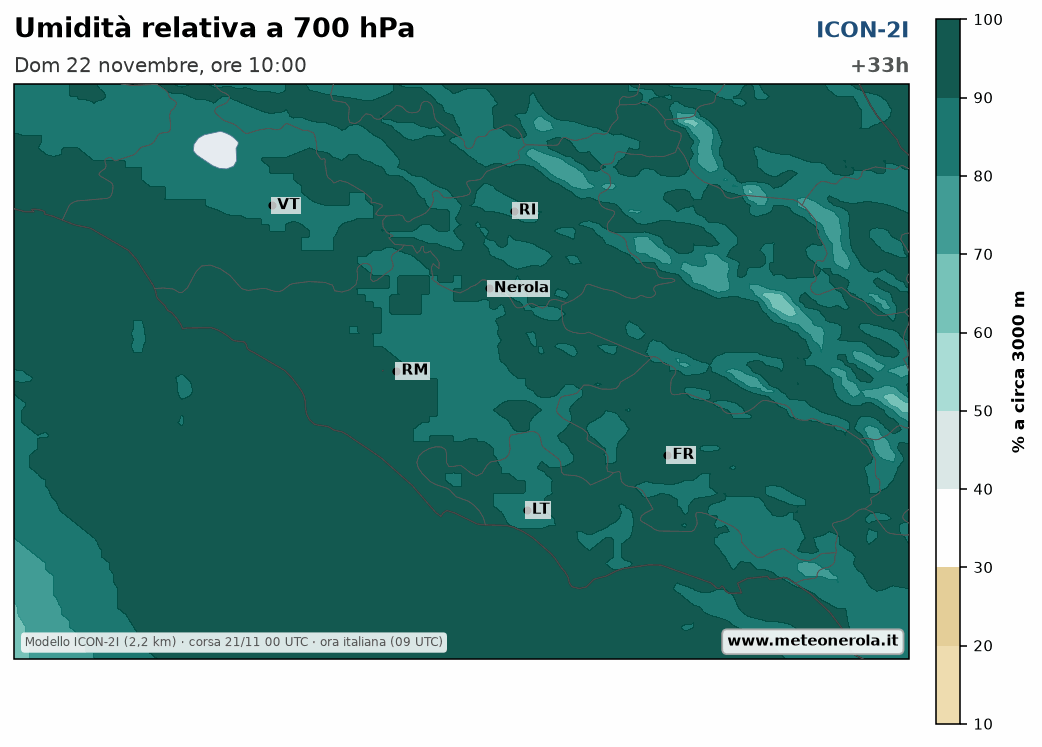 Umidità relativa a 700 hPa
ICON-2I
Dom 22 novembre, ore 10:00
+33h
VT
RI
Nerola
RM
FR
LT
Modello ICON-2I (2,2 km) · corsa 21/11 00 UTC · ora italiana (09 UTC)
www.meteonerola.it
100
90
80
70
60
50
40
30
20
10
% a circa 3000 m